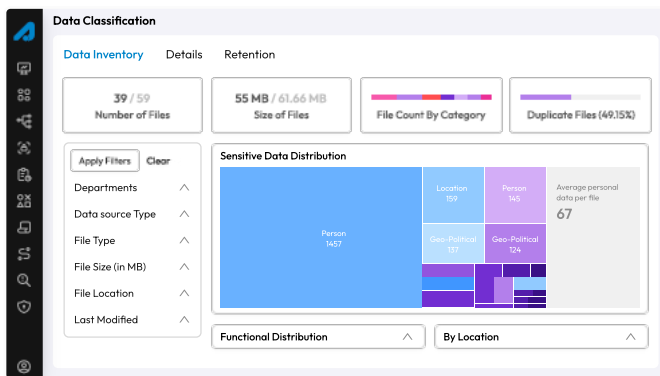 Data Classification
Data Inventory Details Retention
39 / 59
Number of Files
55 MB / 61.66 MB
Size of Files
File Count By Category
Duplicate Files (49.15%)
Apply Filters Clear
Departments
Data source Type
File Type
File Size (in MB)
File Location
Last Modified
Sensitive Data Distribution
Person
1457
Location
159
Person
145
Geo-Political
137
Geo-Political
124
Average personal
data per file
67
Functional Distribution
By Location